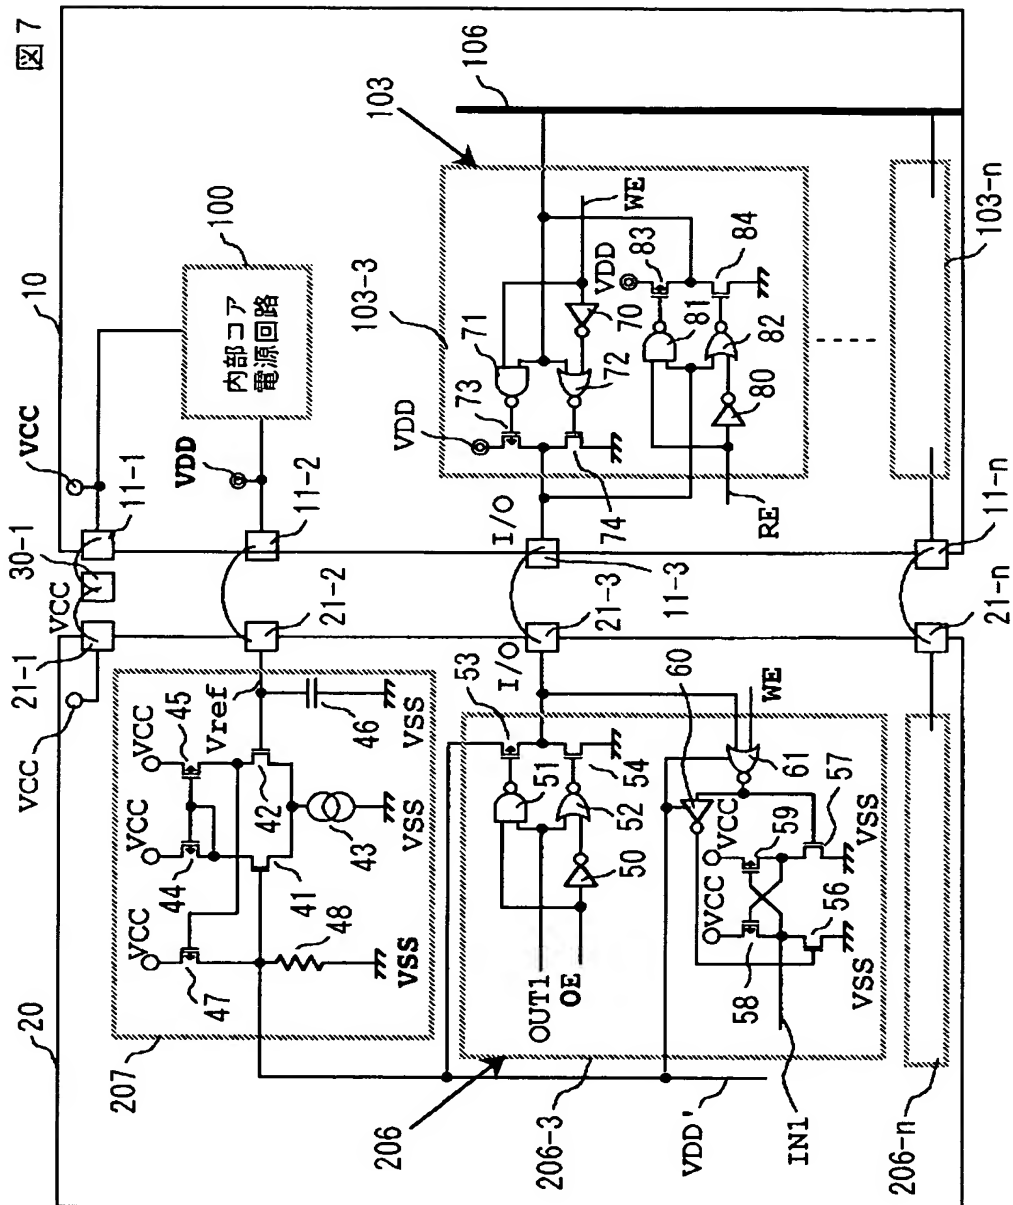 図 7
20
10
VCC
VCC
30-1
VCC
11-1
21-1
100
内部コア
電源回路
207
VCC
VCC
VCC
47
44
45
Vref
VDD
11-2
21-2
41
42
43
48
46
VSS
VSS
VSS
206
206-3
OUT1
OE
50
51
52
53
54
I/O
21-3
I/O
11-3
103-3
103
106
VDD
73
71
74
72
70
WE
VDD
83
81
82
84
80
RE
VDD'
IN1
58
VCC
VCC
59
60
61
WE
56
57
VSS
VSS
206-n
21-n
11-n
103-n